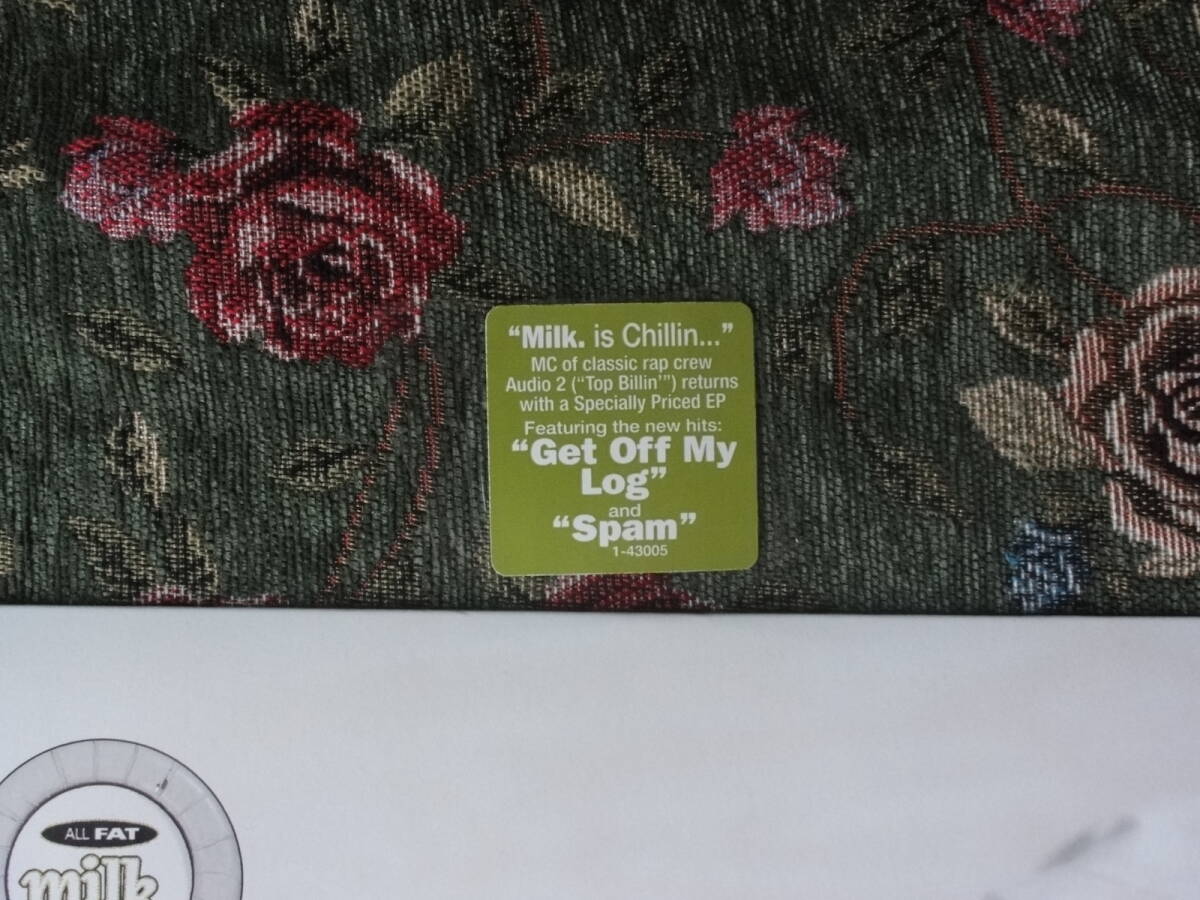 “Milk. is Chillin...”
MC of classic rap crew
Audio 2 (“Top Billin’”) returns
with a Specially Priced EP
Featuring the new hits:
“Get Off My
Log”
and
“Spam”
1-43005
ALL FAT
milk